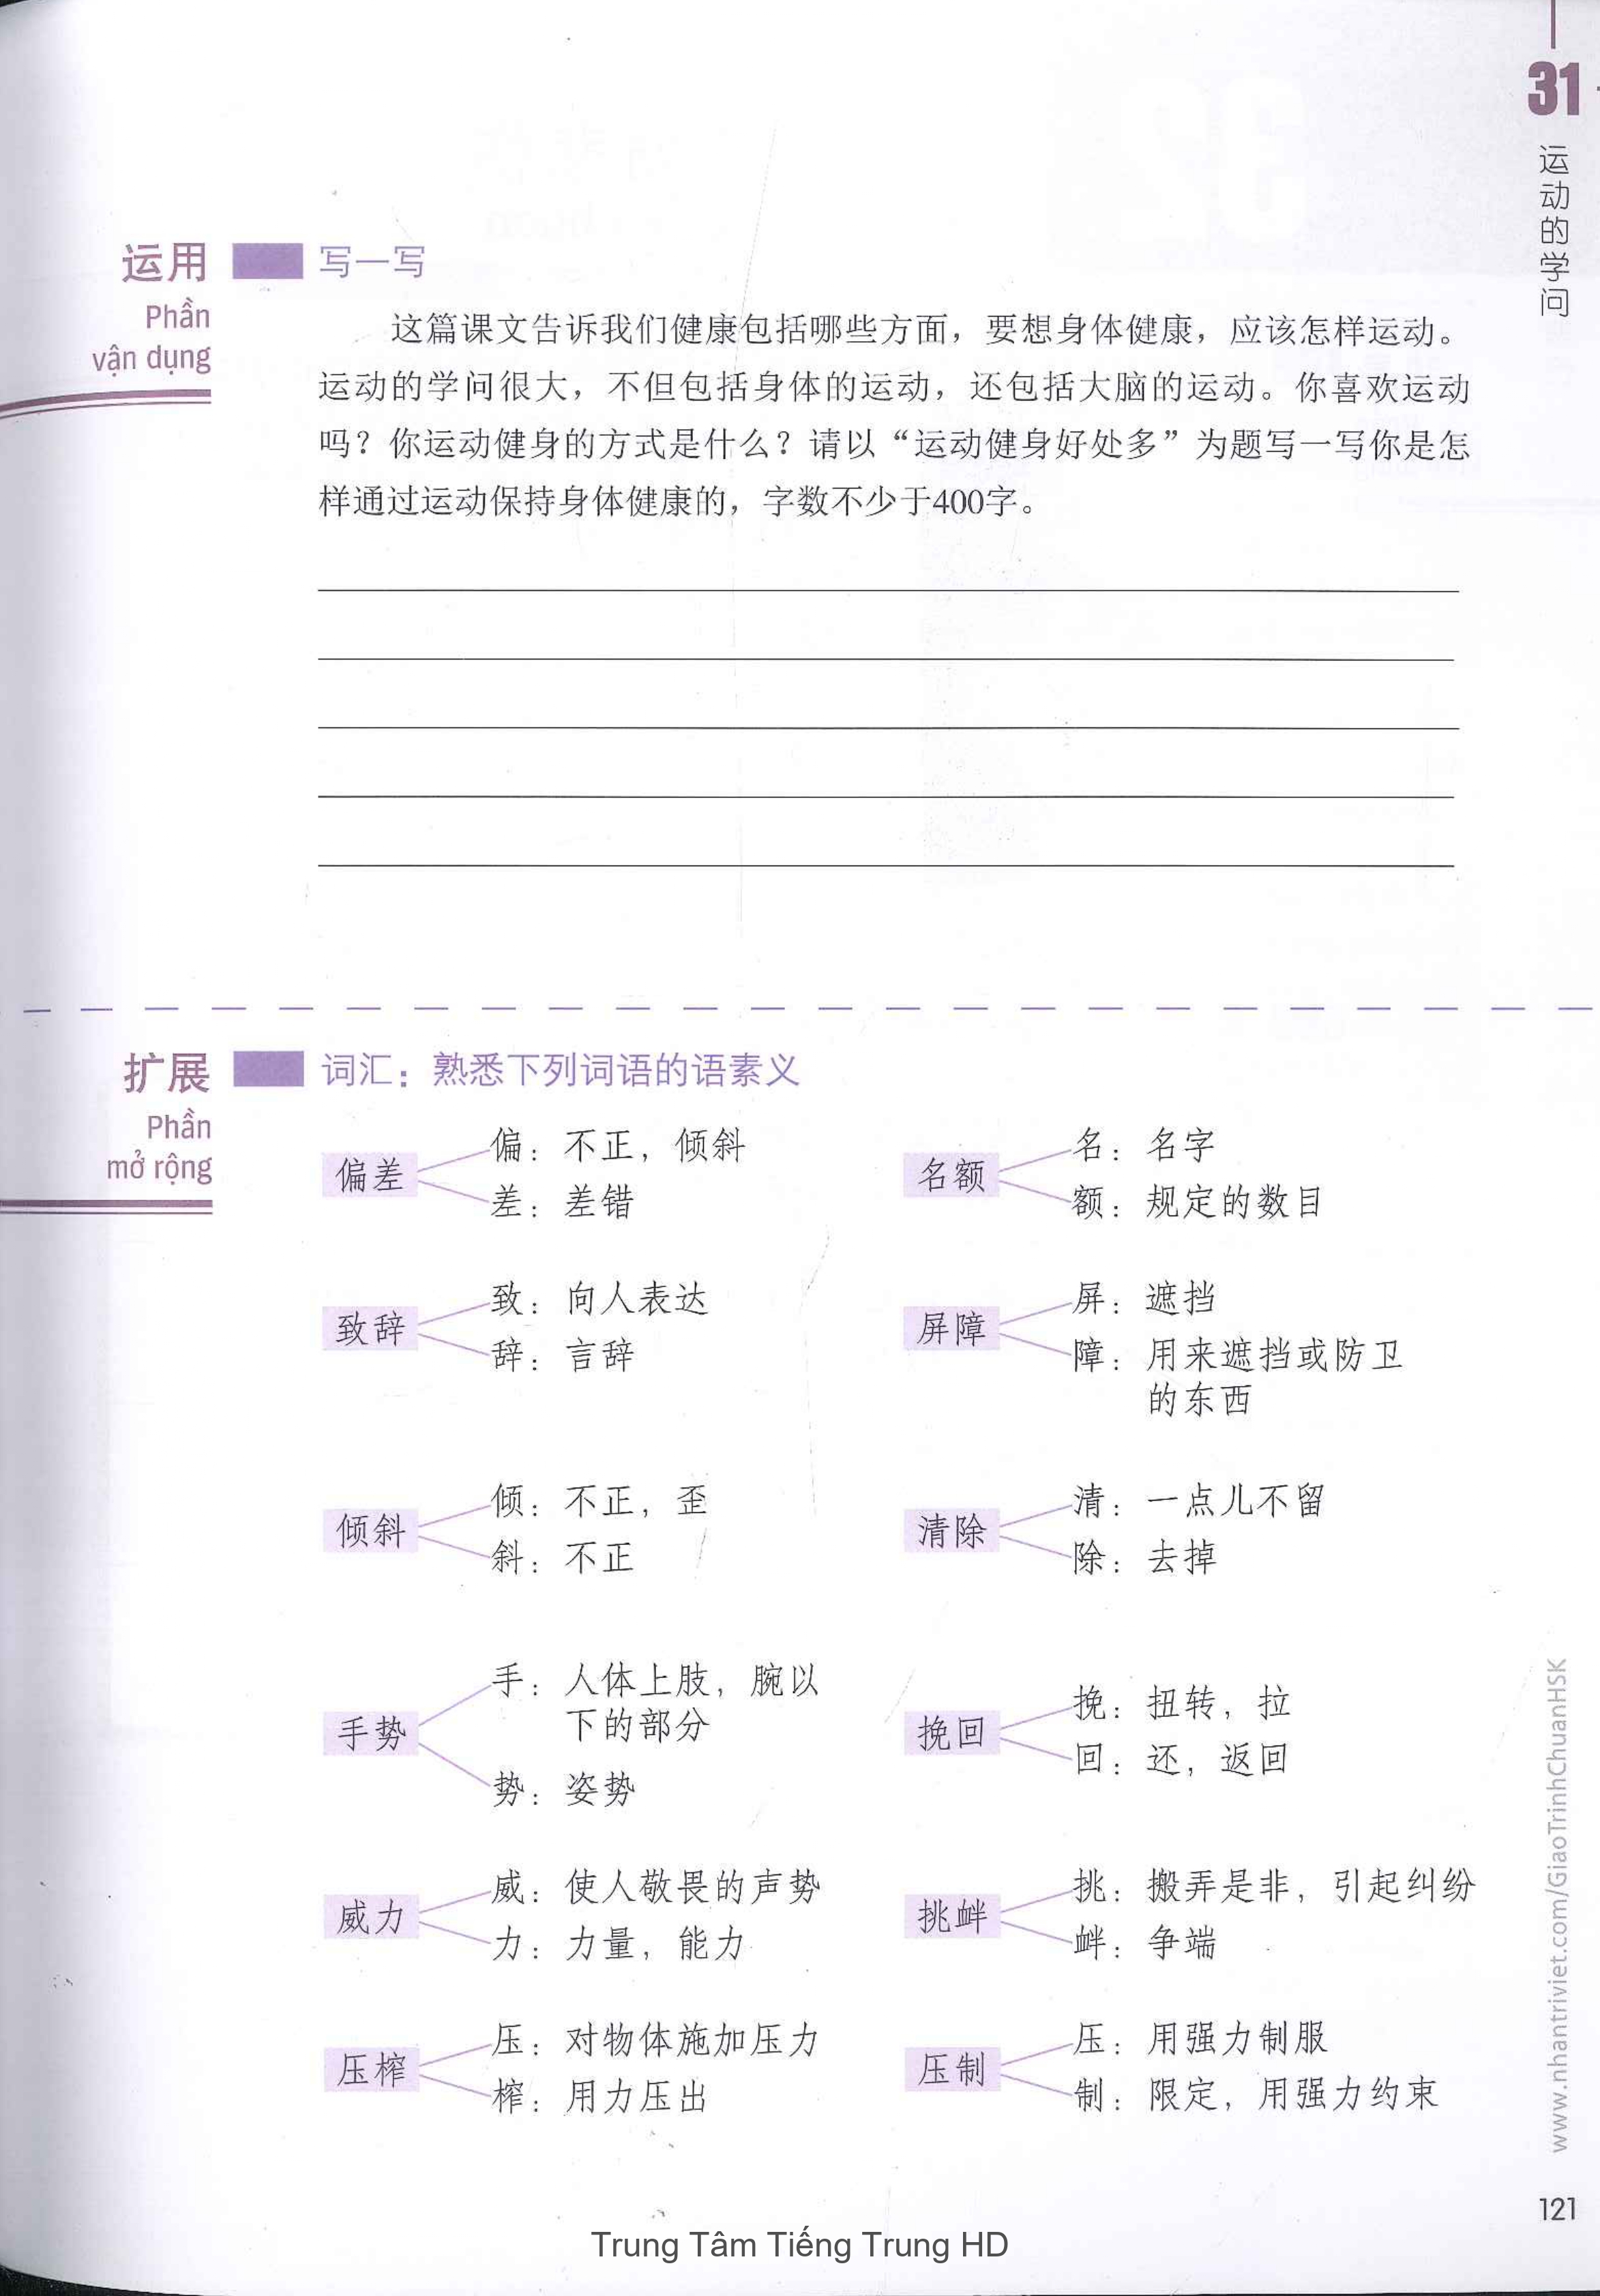 31
运动的学问
运用
Phần
vận dụng
写一写
这篇课文告诉我们健康包括哪些方面，要想身体健康，应该怎样运动。
运动的学问很大，不但包括身体的运动，还包括大脑的运动。你喜欢运动
吗？你运动健身的方式是什么？请以“运动健身好处多”为题写一写你是怎
样通过运动保持身体健康的，字数不少于400字。
扩展
Phần
mở rộng
词汇：熟悉下列词语的语素义
偏差
偏：不正，倾斜
差：差错
名额
名：名字
额：规定的数目
致辞
致：向人表达
辞：言辞
屏障
屏：遮挡
障：用来遮挡或防卫
的东西
倾斜
倾：不正，歪
斜：不正
清除
清：一点儿不留
除：去掉
手势
手：人体上肢，腕以
下的部分
势：姿势
挽回
挽：扭转，拉
回：还，返回
威力
威：使人敬畏的声势
力：力量，能力
挑衅
挑：搬弄是非，引起纠纷
衅：争端
压榨
压：对物体施加压力
榨：用力压出
压制
压：用强力制服
制：限定，用强力约束
www.nhantriviet.com/GiaoTrinhChuanHSK
121
Trung Tâm Tiếng Trung HD